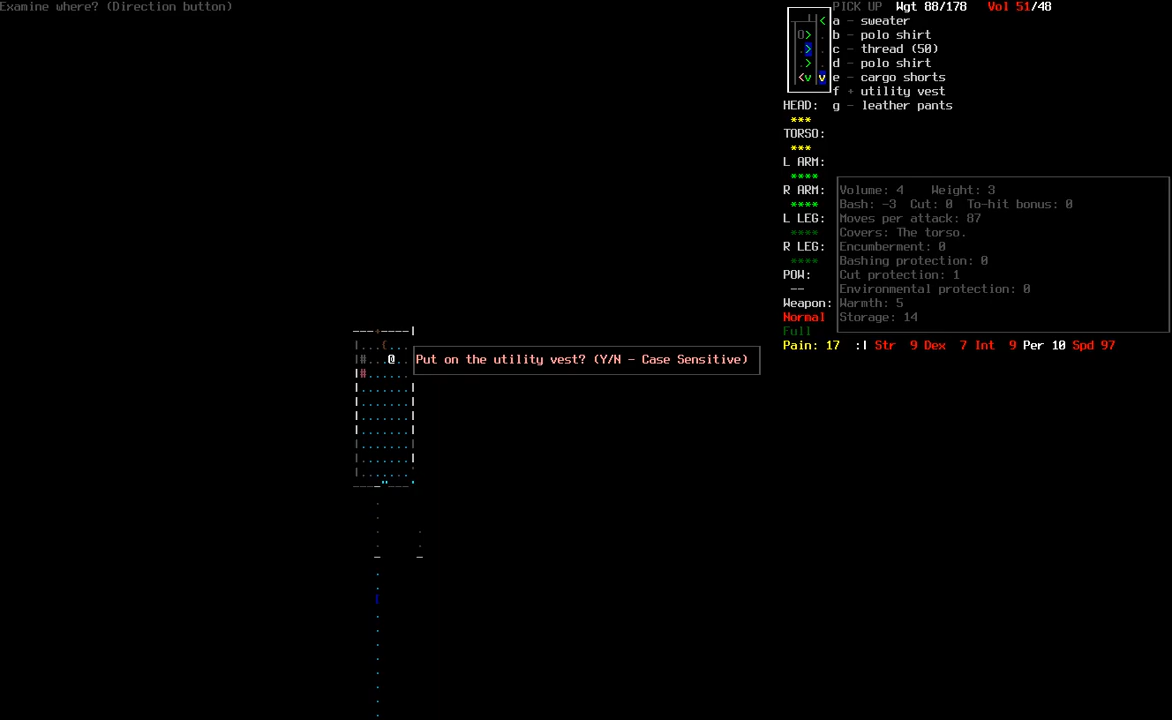 Examine where? (Direction button)
PICK UP Wgt 88/178 Vol 51/48
a - sweater
b - polo shirt
c - thread (50)
d - polo shirt
e - cargo shorts
f + utility vest
g - leather pants
HEAD:
***
TORSO:
***
L ARM:
****
R ARM:
****
L LEG:
****
R LEG:
****
POW:
--
Weapon:
Normal
Full
Pain: 17 :| Str 9 Dex 7 Int 9 Per 10 Spd 97
Volume: 4 Weight: 3
Bash: -3 Cut: 0 To-hit bonus: 0
Moves per attack: 87
Covers: The torso.
Encumberment: 0
Bashing protection: 0
Cut protection: 1
Environmental protection: 0
Warmth: 5
Storage: 14
Put on the utility vest? (Y/N - Case Sensitive)